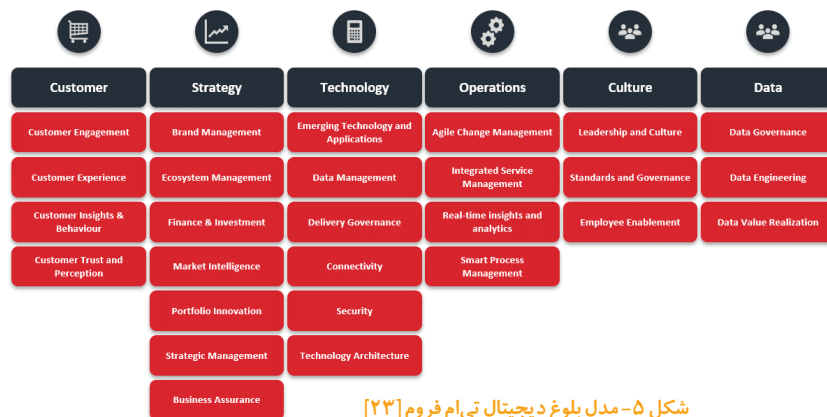 Customer
Strategy
Technology
Operations
Culture
Data
Customer Engagement
Brand Management
Emerging Technology and
Applications
Agile Change Management
Leadership and Culture
Data Governance
Customer Experience
Ecosystem Management
Data Management
Integrated Service
Management
Standards and Governance
Data Engineering
Customer Insights &
Behaviour
Finance & Investment
Delivery Governance
Real-time insights and
analytics
Employee Enablement
Data Value Realization
Customer Trust and
Perception
Market Intelligence
Connectivity
Smart Process
Management
Portfolio Innovation
Security
Strategic Management
Technology Architecture
Business Assurance
شکل ۵- مدل بلوغ دیجیتال تی‌ام فروم [۲۳]